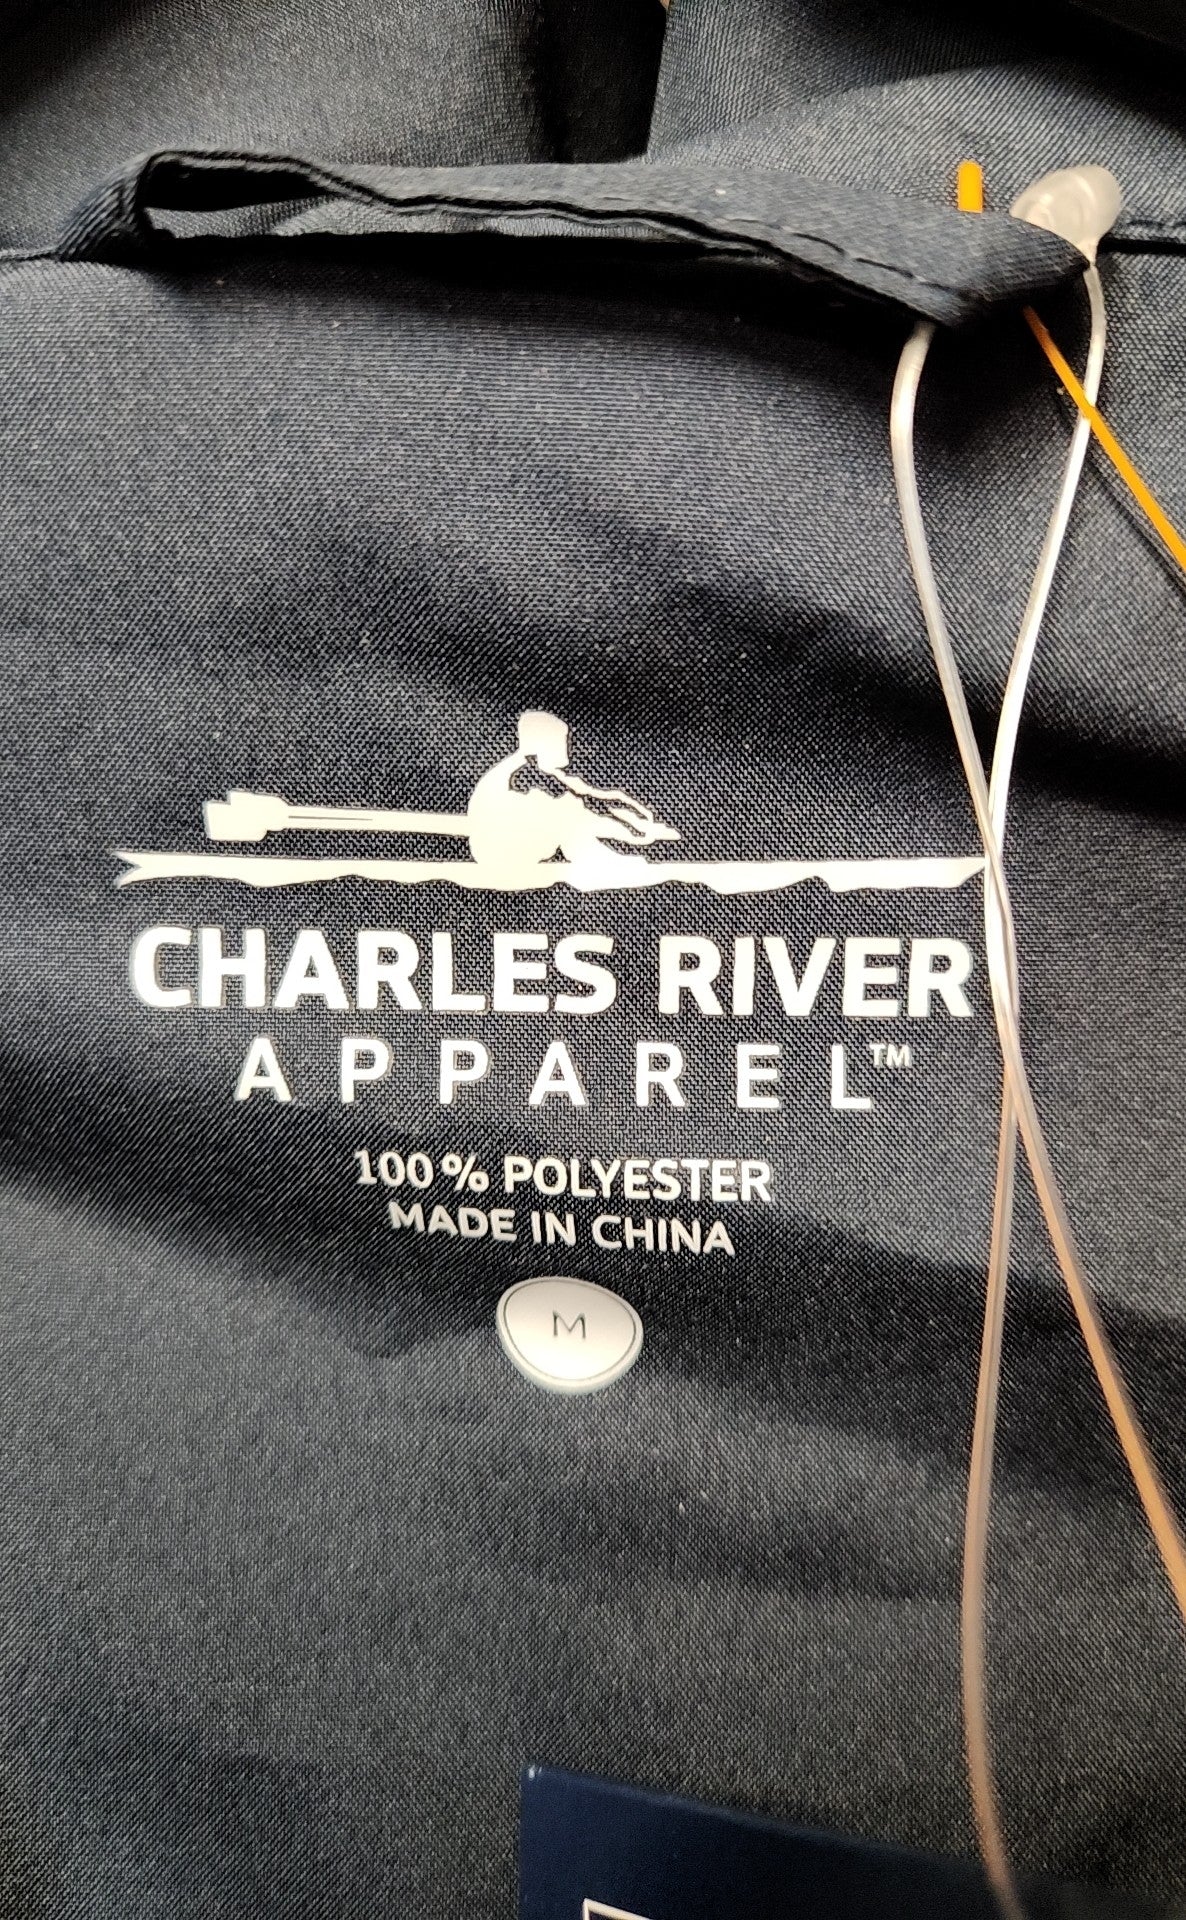 CHARLES RIVER
APPAREL™
100% POLYESTER
MADE IN CHINA
M